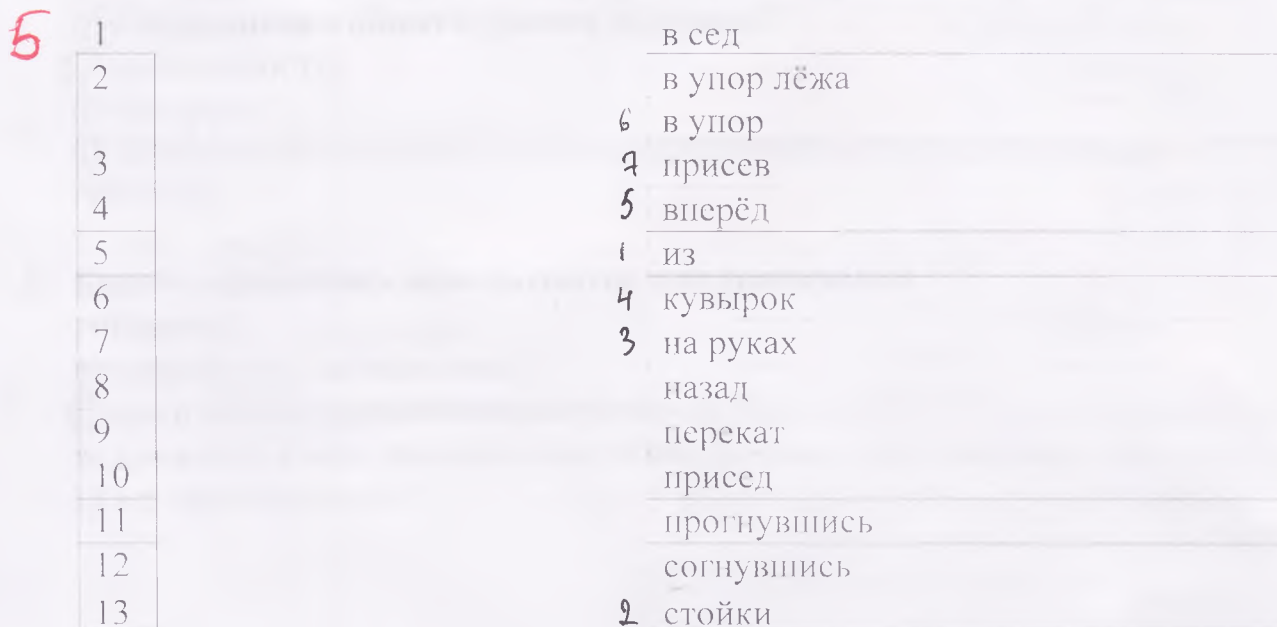 5 1 в сед
2 в упор лёжа
6 в упор
3 7 присев
4 5 вперёд
5 1 из
6 4 кувырок
7 3 на руках
8 назад
9 перекат
10 присед
11 прогнувшись
12 согнувшись
13 2 стойки